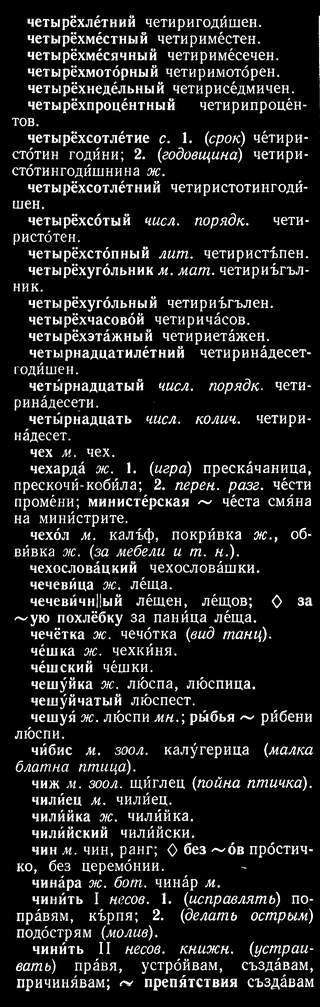 четырёхле́тний четиригоди́шен.
четырёхме́стный четириме́стен.
четырёхме́сячный четириме́сечен.
четырёхмото́рный четиримото́рен.
четырёхнеде́льный четирисе́дмичен.
четырёхпроце́нтный четирипроце́н-
тов.
четырёхсотле́тие с. 1. (срок) че́тири-
сто́тин годи́ни; 2. (годовщина) четири-
сто́тингоди́шнина ж.
четырёхсотле́тний четиристотингоди́-
шен.
четырёхсо́тый числ. порядк. чети-
ристо́тен.
четырёхсто́пный лит. четиристъ́пен.
четырёхуго́льник м. мат. четириъ́гъл-
ник.
четырёхуго́льный четириъ́гълен.
четырёхчасово́й четирича́сов.
четырёхэта́жный четириета́жен.
четырнадцатиле́тний четирина́десет-
годи́шен.
четы́рнадцатый числ. порядк. чети-
рина́десети.
четы́рнадцать числ. колич. четири-
на́десет.
чех м. чех.
чехарда́ ж. 1. (игра) преска́чаница,
прескочи́-коби́ла; 2. перен. разг. че́сти
промени; министе́рская ~ че́ста смяна
на мини́стрите.
чехо́л м. калъ́ф, покри́вка ж., об-
ви́вка ж. (за мебели и т. н.).
чехослова́цкий чехослова́шки.
чечеви́ца ж. ле́ща.
чечеви́чн||ый ле́щен, ле́щов; ◊ за
~ую похлёбку за пани́ца ле́ща.
чечётка ж. чечо́тка (вид танц).
че́шка ж. чехки́ня.
че́шский че́шки.
чешу́йка ж. лю́спа, лю́спица.
чешу́йчатый лю́спест.
чешуя́ ж. лю́спи мн.; ры́бья ~ ри́бени
лю́спи.
чи́бис м. зоол. калу́герица (малка
блатна птица).
чиж м. зоол. щи́глец (пойна птичка).
чили́ец м. чили́ец.
чили́йка ж. чили́йка.
чили́йский чили́йски.
чин м. чин, ранг; ◊ без ~о́в про́стич-
ко, без церемо́нии.
чина́ра ж. бот. чина́р м.
чини́ть I несов. 1. (исправлять) по-
пра́вям, къ́рпя; 2. (делать острым)
подо́стрям (молив).
чини́ть II несов. книжн. (устраи-
вать) пра́вя, устро́йвам, създа́вам,
причиня́вам; ~ препя́тствия създа́вам